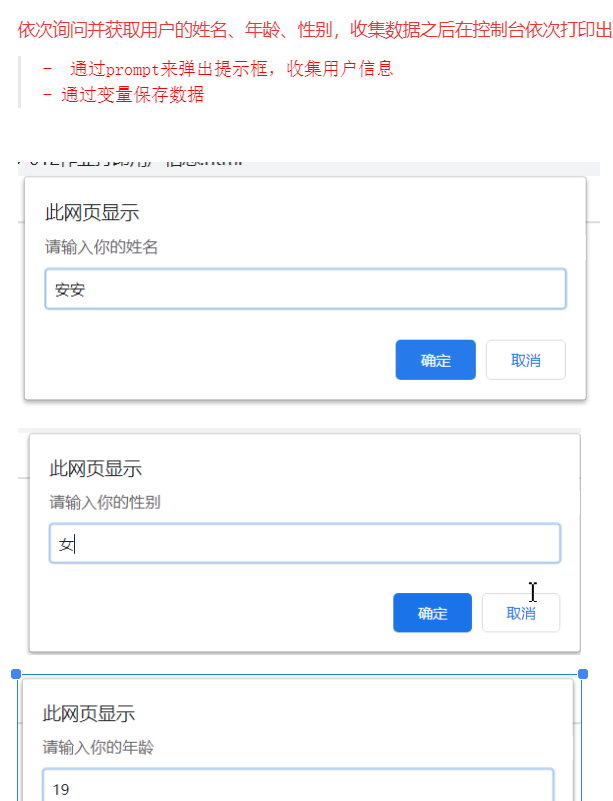 依次询问并获取用户的姓名、年龄、性别，收集数据之后在控制台依次打印出
- 通过prompt来弹出提示框，收集用户信息
- 通过变量保存数据
此网页显示
请输入你的姓名
安安
确定 取消
此网页显示
请输入你的性别
女
确定 取消
此网页显示
请输入你的年龄
19